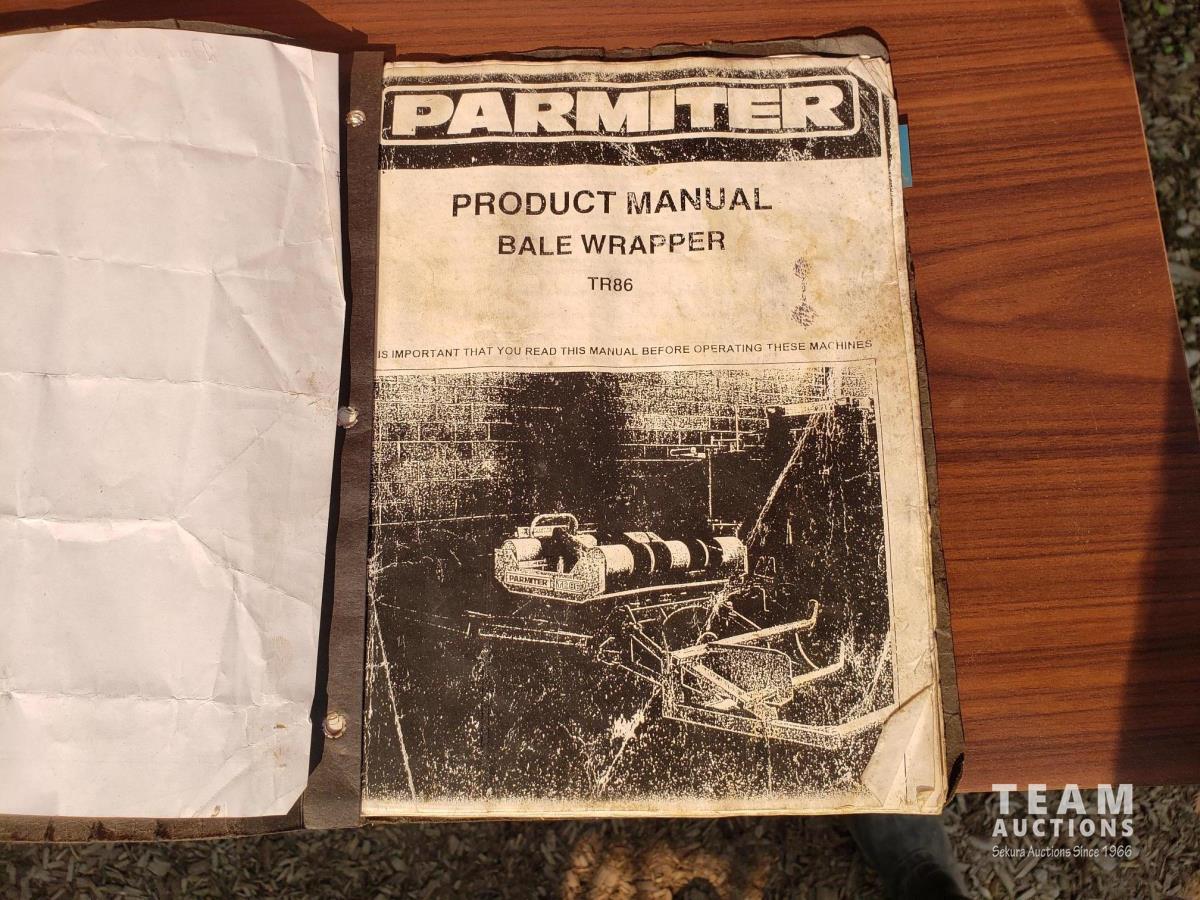 PARMITER
PRODUCT MANUAL
BALE WRAPPER
TR86
IS IMPORTANT THAT YOU READ THIS MANUAL BEFORE OPERATING THESE MACHINES
PARMITER TR86
TEAM
AUCTIONS
Sekura Auctions Since 1966